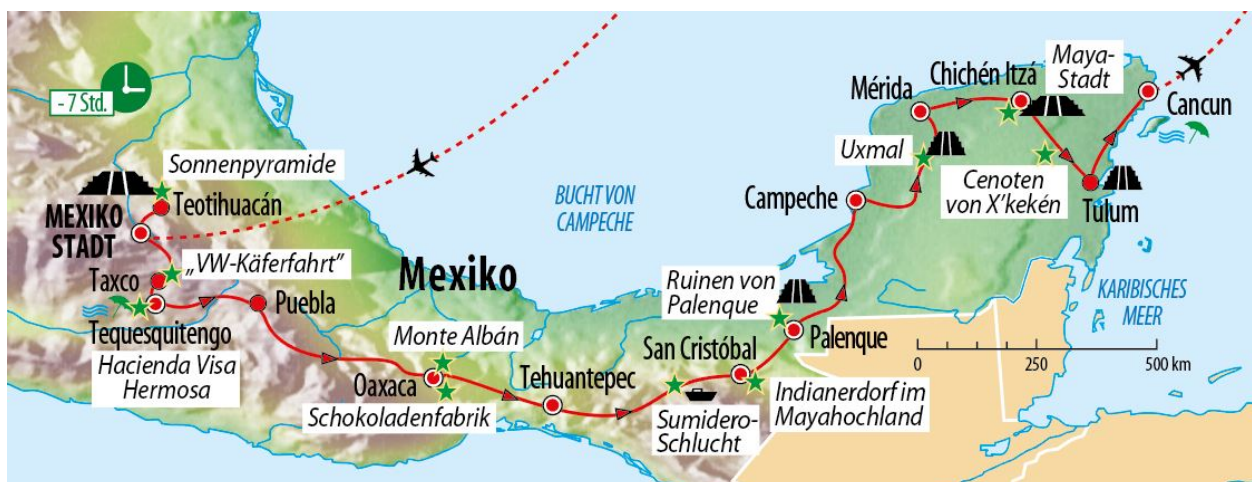 - 7 Std.
Sonnenpyramide
Teotihuacán
MEXIKO
STADT
„VW-Käferfahrt"
Taxco
Tequesquitengo
Hacienda Visa
Hermosa
Puebla
Mexiko
Monte Albán
Oaxaca
Schokoladenfabrik
Tehuantepec
BUCHT VON
CAMPECHE
Sumidero-
Schlucht
San Cristóbal
Indianerdorf im
Mayahochland
Ruinen von
Palenque
Palenque
Campeche
Uxmal
Mérida
Chichén Itzá
Maya-
Stadt
Cenoten
von X'kekén
Tulum
Cancun
KARIBISCHES
MEER
0 250 500 km